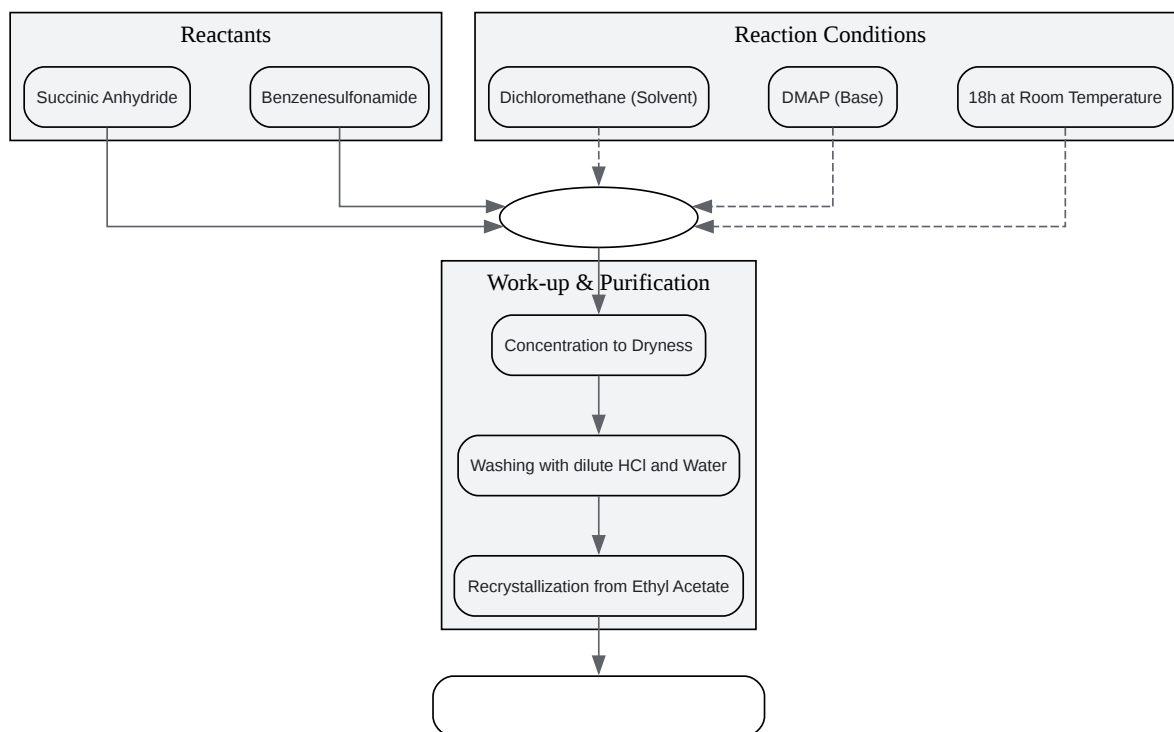 Reactants
Reaction Conditions
Succinic Anhydride
Benzenesulfonamide
Dichloromethane (Solvent)
DMAP (Base)
18h at Room Temperature
Work-up & Purification
Concentration to Dryness
Washing with dilute HCl and Water
Recrystallization from Ethyl Acetate